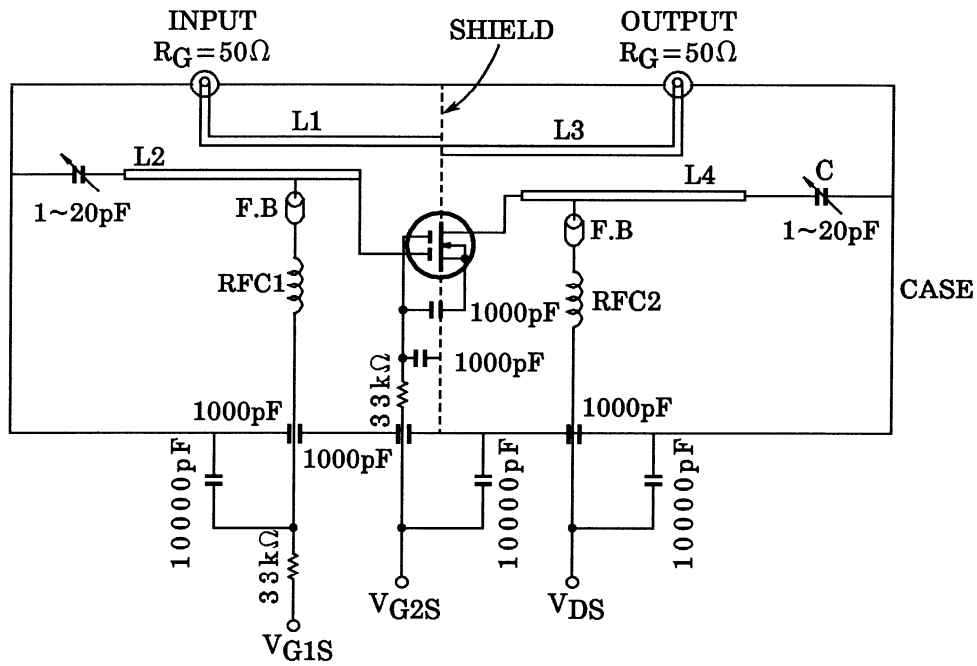 INPUT
RG=50Ω
SHIELD
OUTPUT
RG=50Ω
L1
L3
L2
L4
C
1~20pF
F.B
F.B
1~20pF
RFC1
RFC2
CASE
1000pF
1000pF
33kΩ
1000pF
1000pF
1000pF
10000pF
10000pF
10000pF
33kΩ
VG2S
VDS
VG1S